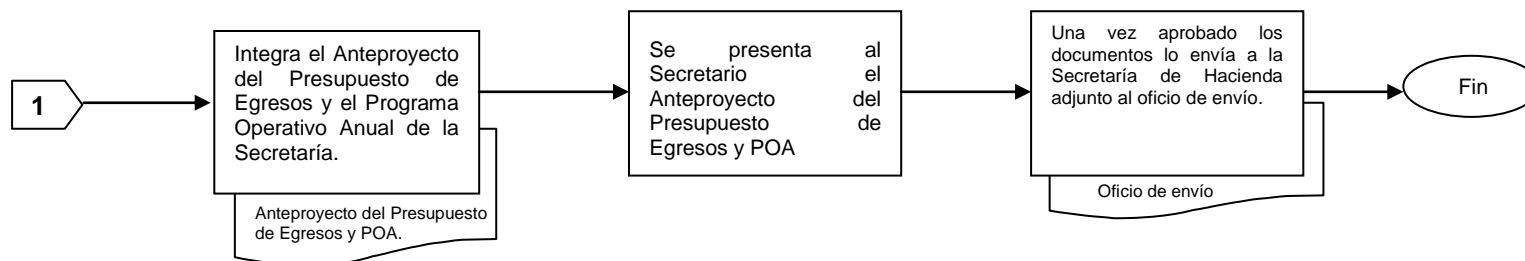 1
Integra el Anteproyecto
del Presupuesto de
Egresos y el Programa
Operativo Anual de la
Secretaría.
Anteproyecto del Presupuesto
de Egresos y POA.
Se presenta al
Secretario el
Anteproyecto del
Presupuesto de
Egresos y POA
Una vez aprobado los
documentos lo envía a la
Secretaría de Hacienda
adjunto al oficio de envío.
Oficio de envío
Fin